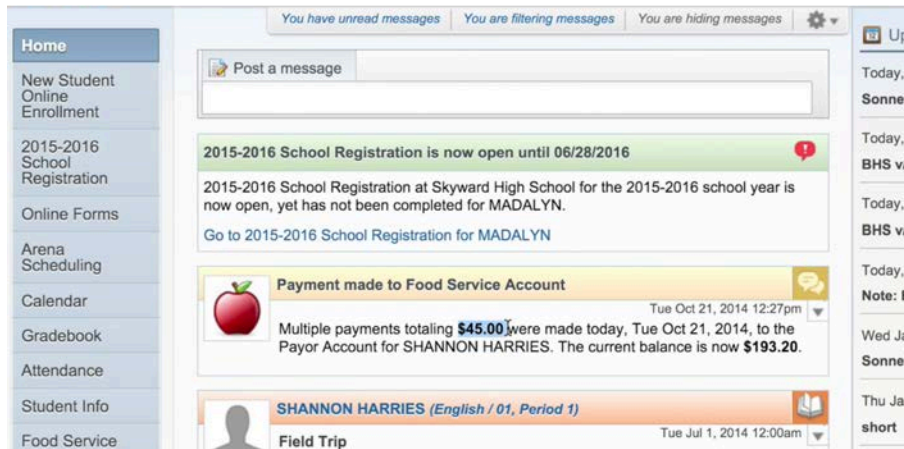 You have unread messages
You are filtering messages
You are hiding messages
Home
New Student
Online
Enrollment
2015-2016
School
Registration
Online Forms
Arena
Scheduling
Calendar
Gradebook
Attendance
Student Info
Food Service
Post a message
2015-2016 School Registration is now open until 06/28/2016
2015-2016 School Registration at Skyward High School for the 2015-2016 school year is
now open, yet has not been completed for MADALYN.
Go to 2015-2016 School Registration for MADALYN
Payment made to Food Service Account
Tue Oct 21, 2014 12:27pm
Multiple payments totaling $45.00 were made today, Tue Oct 21, 2014, to the
Payor Account for SHANNON HARRIES. The current balance is now $193.20.
SHANNON HARRIES (English / 01, Period 1)
Tue Jul 1, 2014 12:00am
Field Trip
Today,
Today,
BHS
Today,
BHS
Today,
Note:
Wed
Thu
short